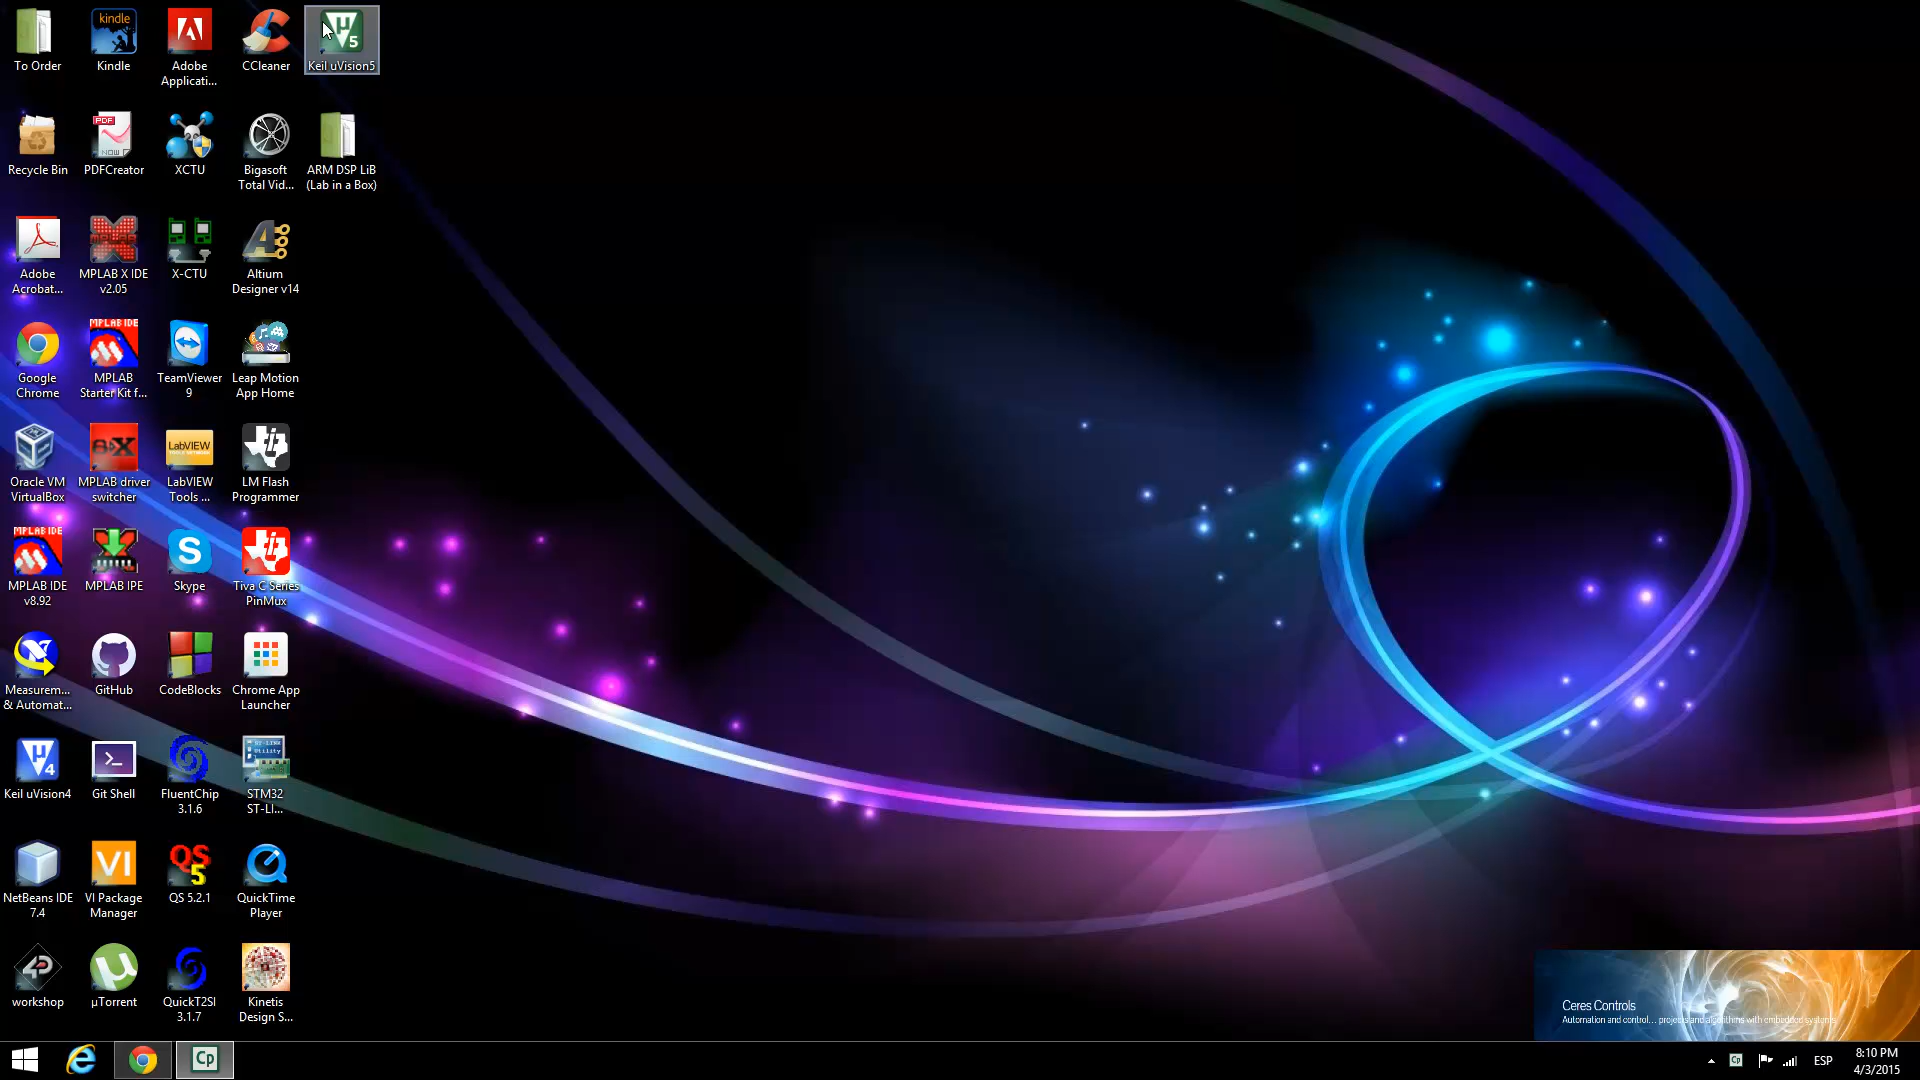 To Order
Kindle
Adobe
Applicati...
CCleaner
Keil uVision5
Recycle Bin
PDFCreator
XCTU
Bigasoft
Total Vid...
ARM DSP LiB
(Lab in a Box)
Adobe
Acrobat...
MPLAB X IDE
v2.05
X-CTU
Altium
Designer v14
Google
Chrome
MPLAB
Starter Kit f...
TeamViewer
9
Leap Motion
App Home
Oracle VM
VirtualBox
MPLAB driver
switcher
LabVIEW
Tools ...
LM Flash
Programmer
MPLAB IDE
v8.92
MPLAB IPE
Skype
Tiva C Series
PinMux
Measurem...
& Automat...
GitHub
CodeBlocks
Chrome App
Launcher
Keil uVision4
Git Shell
FluentChip
3.1.6
STM32
ST-LI...
NetBeans IDE
7.4
VI Package
Manager
QS 5.2.1
QuickTime
Player
workshop
µTorrent
QuickT2SI
3.1.7
Kinetis
Design S...
Ceres Controls
Automation and control... projects and algorithms with embedded systems
ESP
8:10 PM
4/3/2015